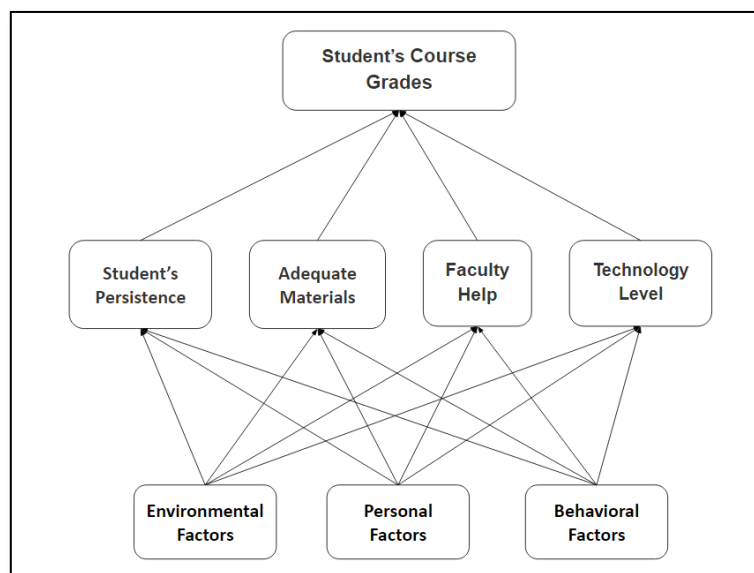 Student's Course
Grades
Student's
Persistence
Adequate
Materials
Faculty
Help
Technology
Level
Environmental
Factors
Personal
Factors
Behavioral
Factors